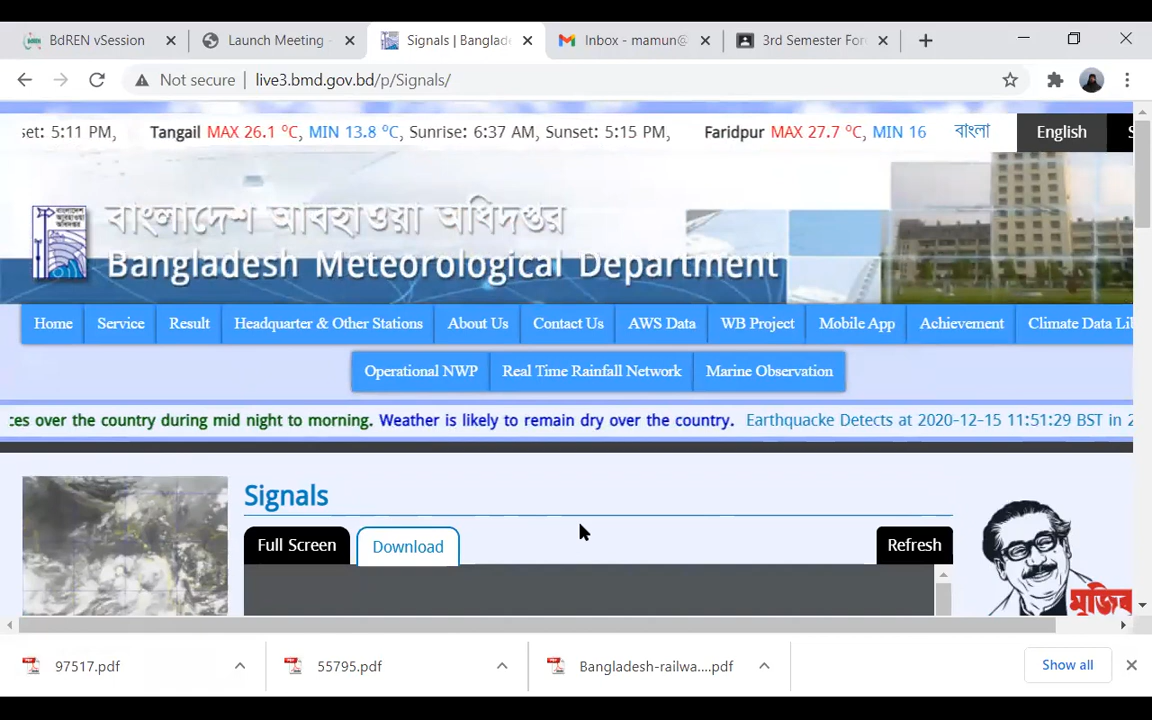 BdREN vSession
Launch Meeting -
Signals | Banglade
Inbox - mamun@
3rd Semester For
Not secure
live3.bmd.gov.bd/p/Signals/
set: 5:11 PM, Tangail MAX 26.1 ºC, MIN 13.8 ºC, Sunrise: 6:37 AM, Sunset: 5:15 PM, Faridpur MAX 27.7 ºC, MIN 16
বাংলা
English
S
বাংলাদেশ আবহাওয়া অধিদপ্তর
Bangladesh Meteorological Department
Home
Service
Result
Headquarter & Other Stations
About Us
Contact Us
AWS Data
WB Project
Mobile App
Achievement
Climate Data Lib
Operational NWP
Real Time Rainfall Network
Marine Observation
ces over the country during mid night to morning. Weather is likely to remain dry over the country. Earthquacke Detects at 2020-12-15 11:51:29 BST in 2
Signals
Full Screen
Download
Refresh
মুজিব
97517.pdf
55795.pdf
Bangladesh-railwa....pdf
Show all